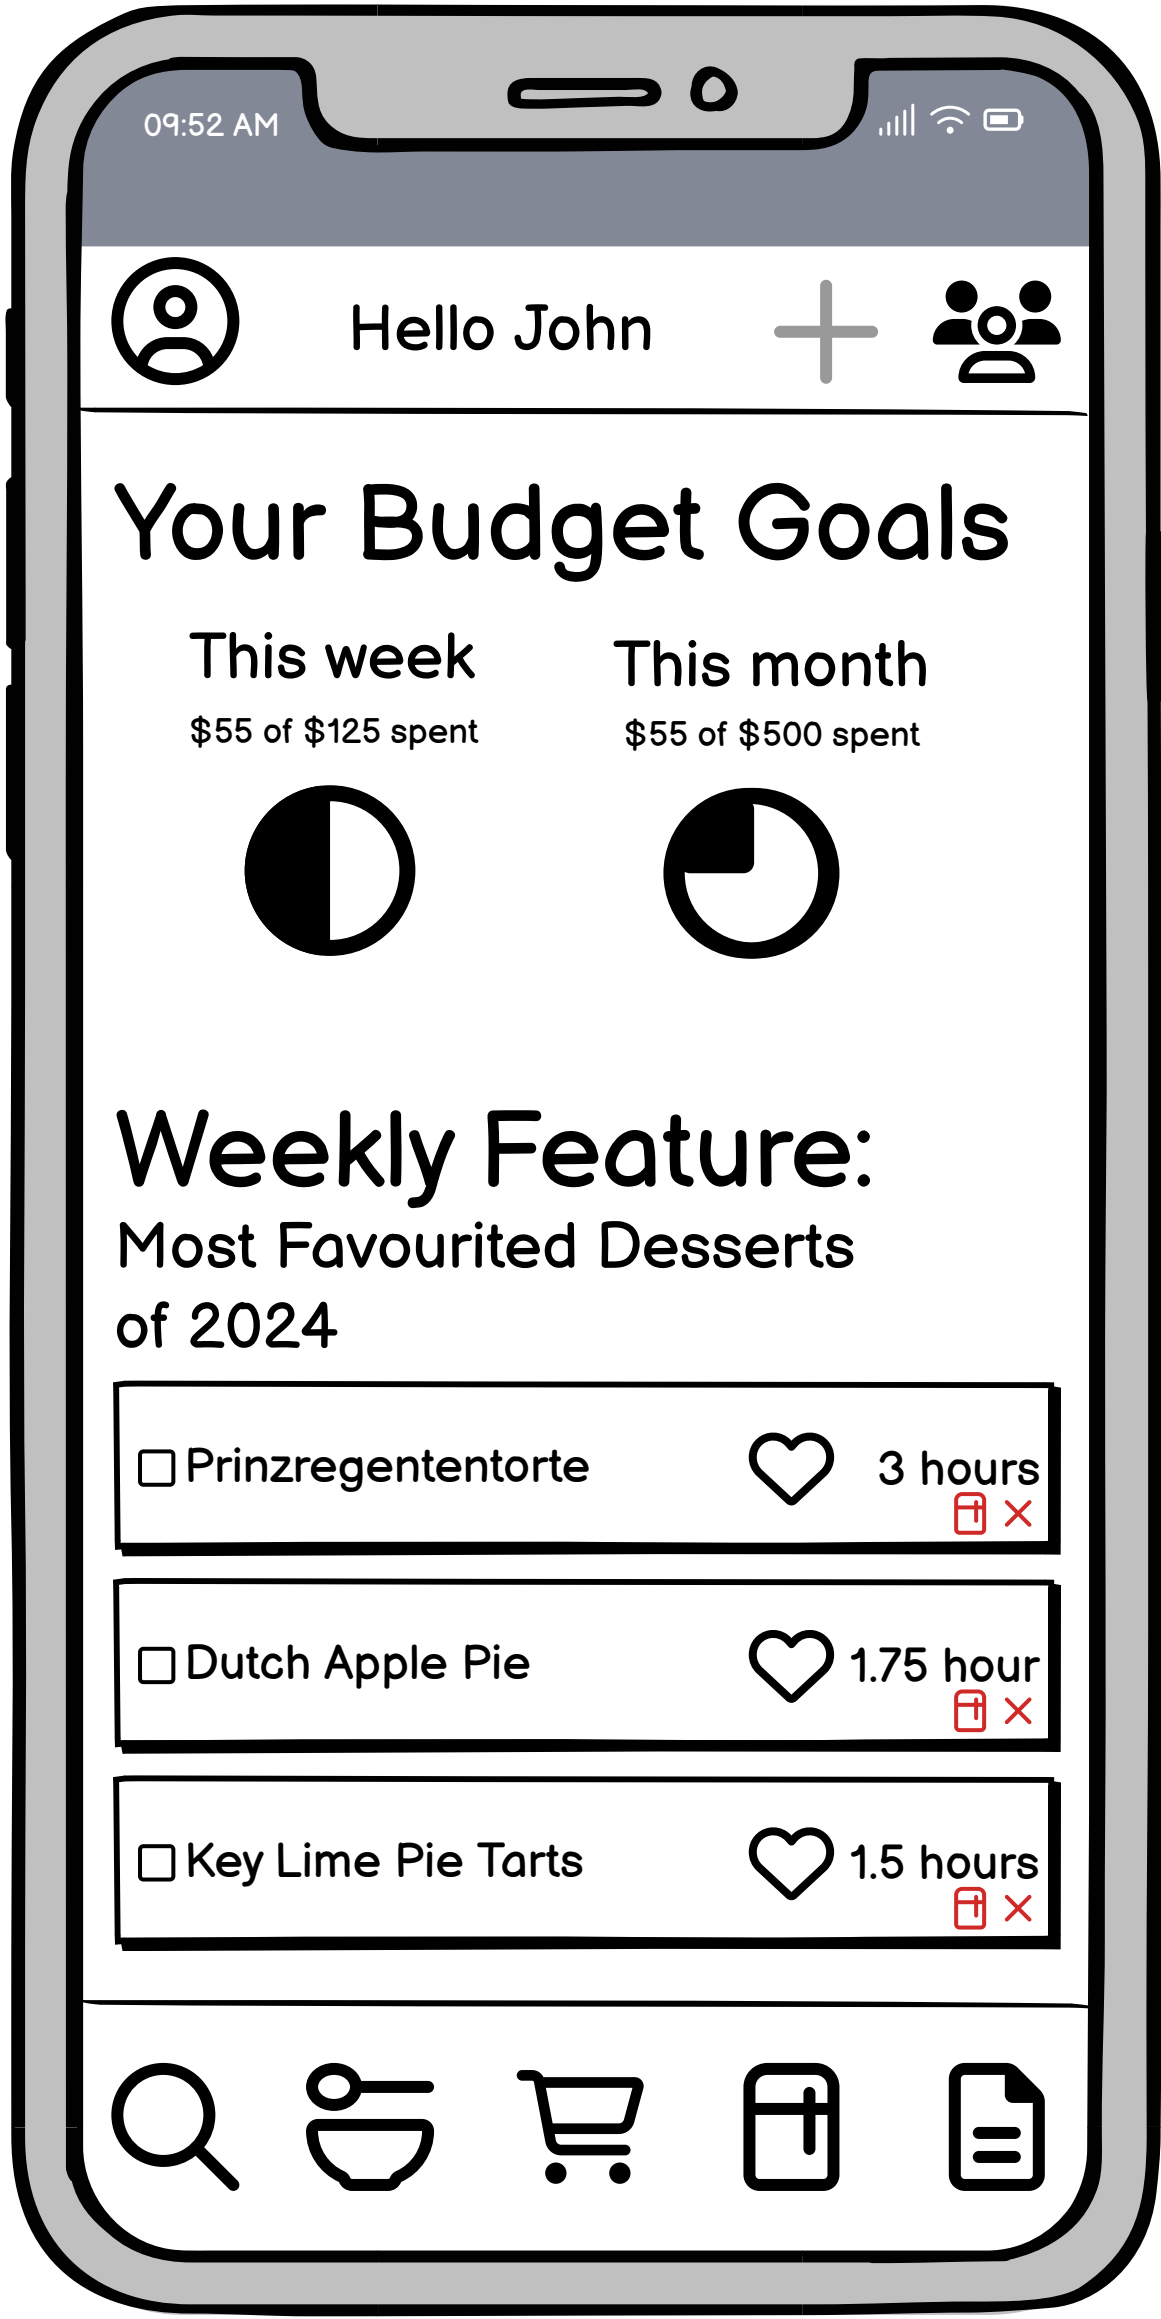 09:52 AM
Hello John
Your Budget Goals
This week
$55 of $125 spent
This month
$55 of $500 spent
Weekly Feature:
Most Favourited Desserts
of 2024
Prinzregententorte
3 hours
Dutch Apple Pie
1.75 hour
Key Lime Pie Tarts
1.5 hours